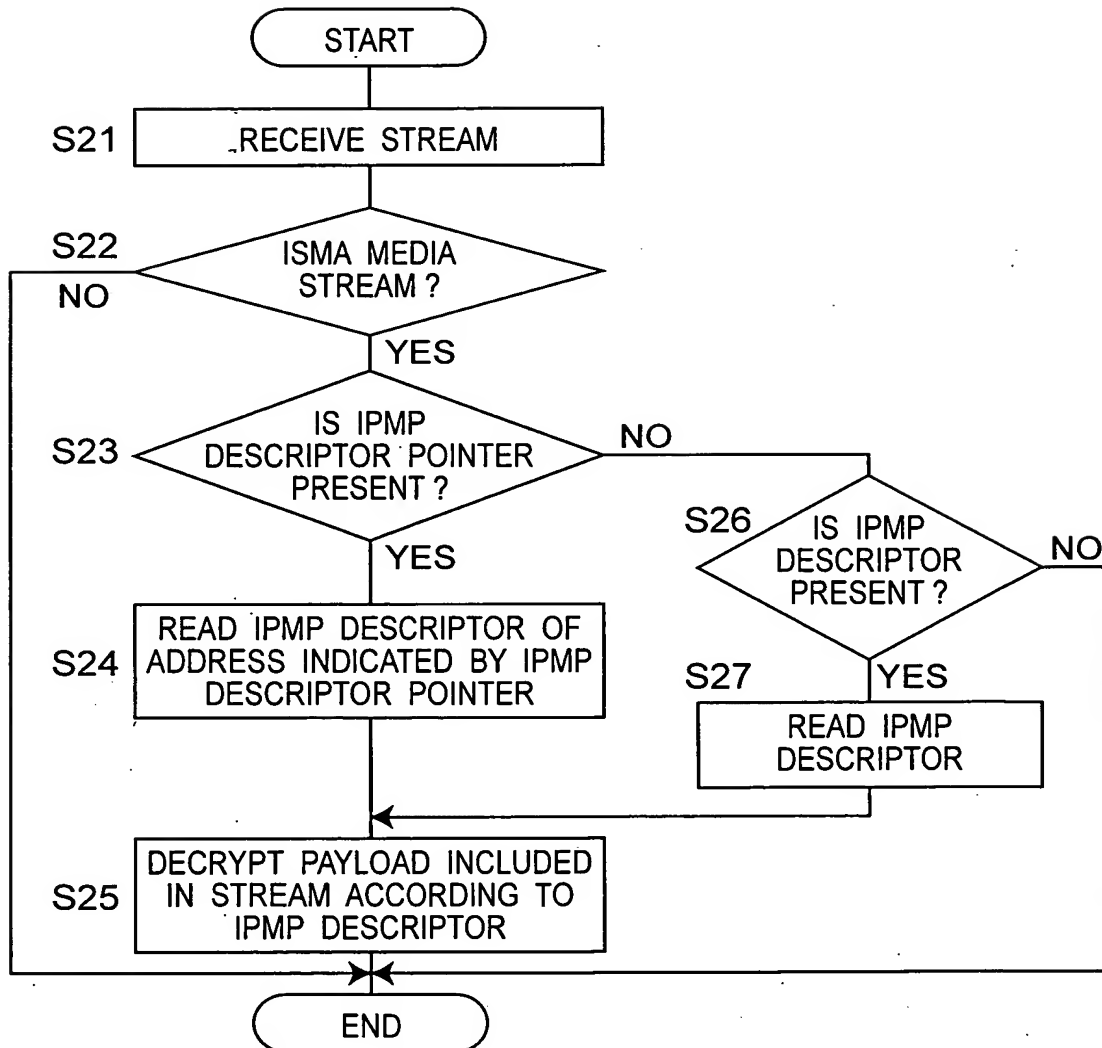 START
S21
RECEIVE STREAM
S22
ISMA MEDIA
STREAM ?
NO
YES
S23
IS IPMP
DESCRIPTOR POINTER
PRESENT ?
NO
YES
S26
IS IPMP
DESCRIPTOR
PRESENT ?
NO
YES
S24
READ IPMP DESCRIPTOR OF
ADDRESS INDICATED BY IPMP
DESCRIPTOR POINTER
S27
READ IPMP
DESCRIPTOR
S25
DECRYPT PAYLOAD INCLUDED
IN STREAM ACCORDING TO
IPMP DESCRIPTOR
END